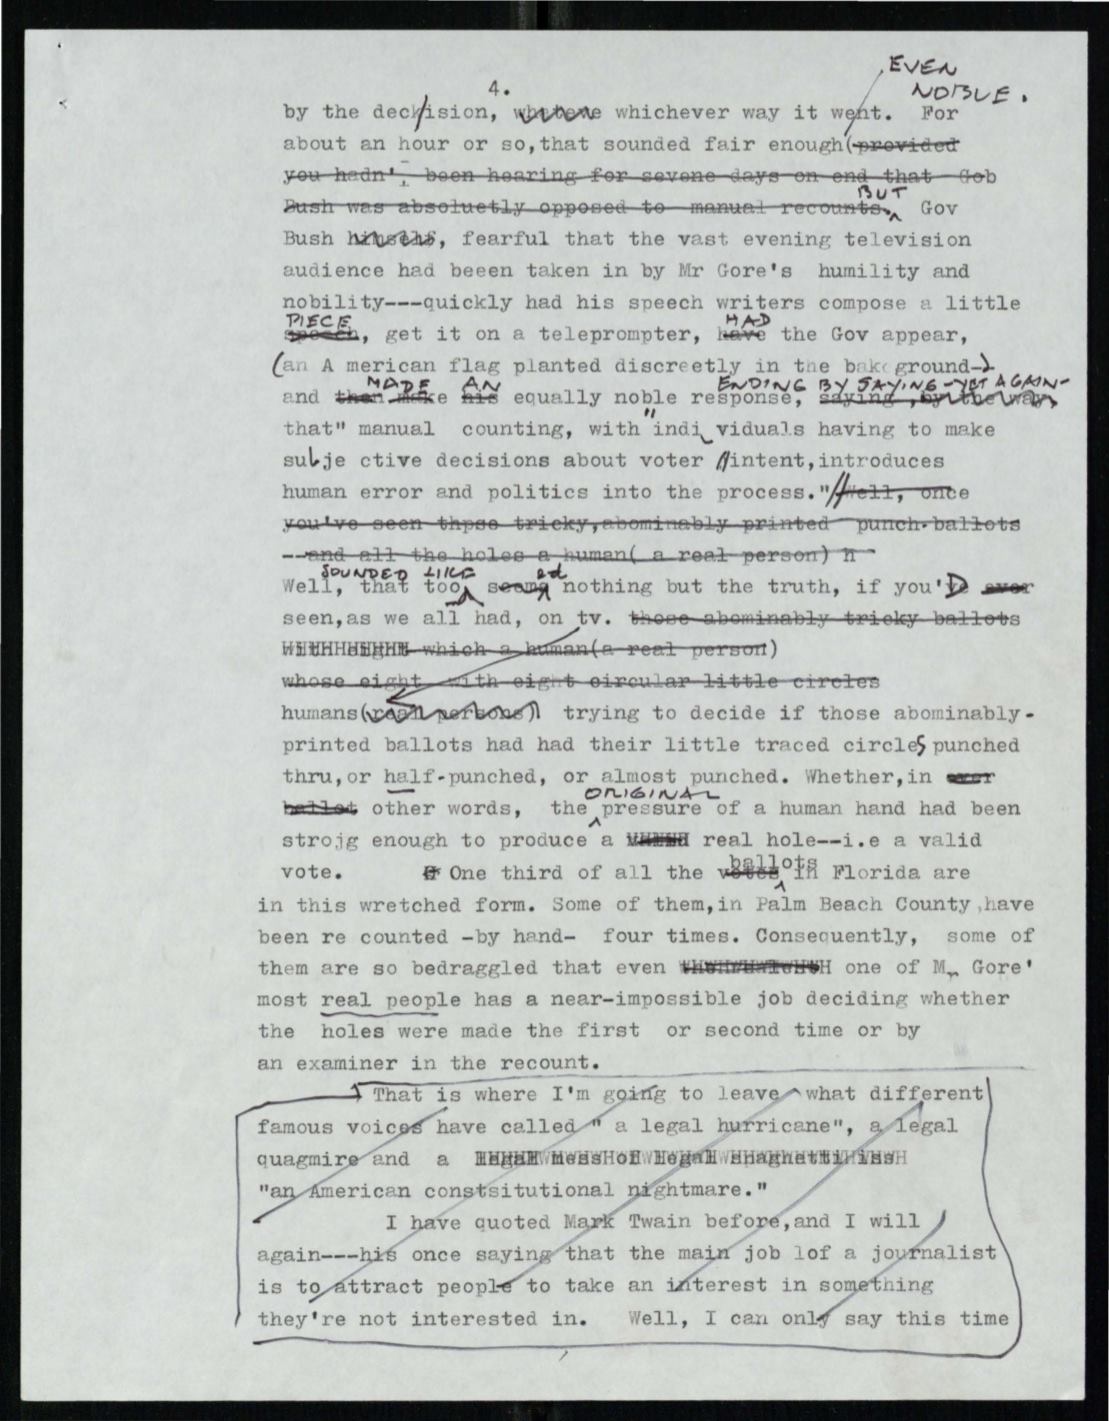 EVEN
NOBLE.
4.
by the deckision, whatene whichever way it went. For
about an hour or so,that sounded fair enough(provided
you hadn't been hearing for sevene days on end that Gob
BUT
Bush was absoluetly opposed to manual recounts. Gov
Bush himself, fearful that the vast evening television
audience had beeen taken in by Mr Gore's humility and
nobility---quickly had his speech writers compose a little
PIECE HAD
speech, get it on a teleprompter, have the Gov appear,
(an A merican flag planted discreetly in the bakcground-)
MADE AN ENDING BY SAYING-YET AGAIN-
and then make his equally noble response, saying ,by the way,
that" manual counting, with "indi viduals having to make
subje ctive decisions about voter intent,introduces
human error and politics into the process."Well, once
you've seen thpse tricky,abominably printed punch-ballots
--and all the holes a human( a real person) h
SOUNDED LIKE ed
Well, that too, seems nothing but the truth, if you'D ever
seen,as we all had, on tv. those abominably tricky ballots
with eight which a human(a real person)
whose eight with eight circular little circles
humans(real persons) trying to decide if those abominably-
printed ballots had had their little traced circleS punched
thru,or half-punched, or almost punched. Whether,in
ORIGINAL
ballot other words, the pressure of a human hand had been
strojg enough to produce a real hole--i.e a valid
ballots
vote. One third of all the votes in Florida are
in this wretched form. Some of them,in Palm Beach County ,have
been re counted -by hand- four times. Consequently, some of
them are so bedraggled that even one of Mr Gore'
most real people has a near-impossible job deciding whether
the holes were made the first or second time or by
an examiner in the recount.
That is where I'm going to leave what different
famous voices have called " a legal hurricane", a legal
quagmire and a legal mess of legal spaghetti
"an American constsitutional nightmare."
I have quoted Mark Twain before,and I will
again---his once saying that the main job lof a journalist
is to attract people to take an interest in something
they're not interested in. Well, I can only say this time